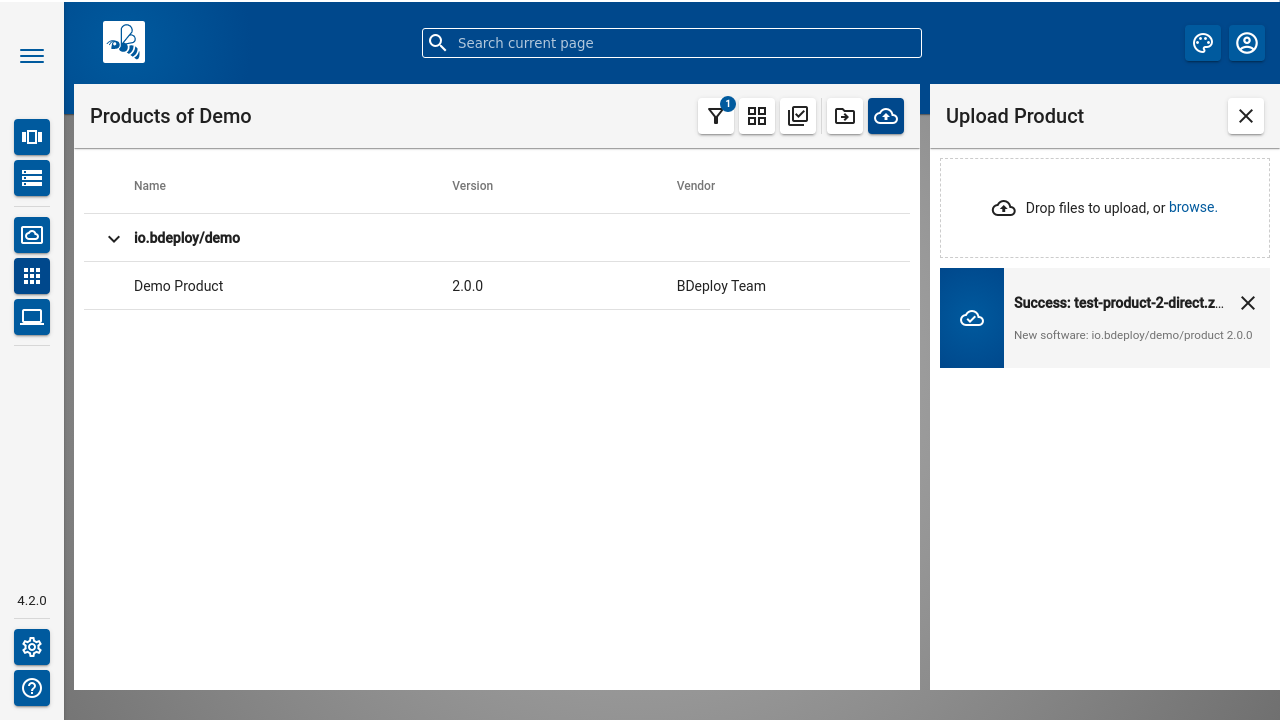 Search current page
Products of Demo
1
Upload Product
Name Version Vendor
Drop files to upload, or browse.
io.bdeploy/demo
Demo Product 2.0.0 BDeploy Team
Success: test-product-2-direct.z...
New software: io.bdeploy/demo/product 2.0.0
4.2.0